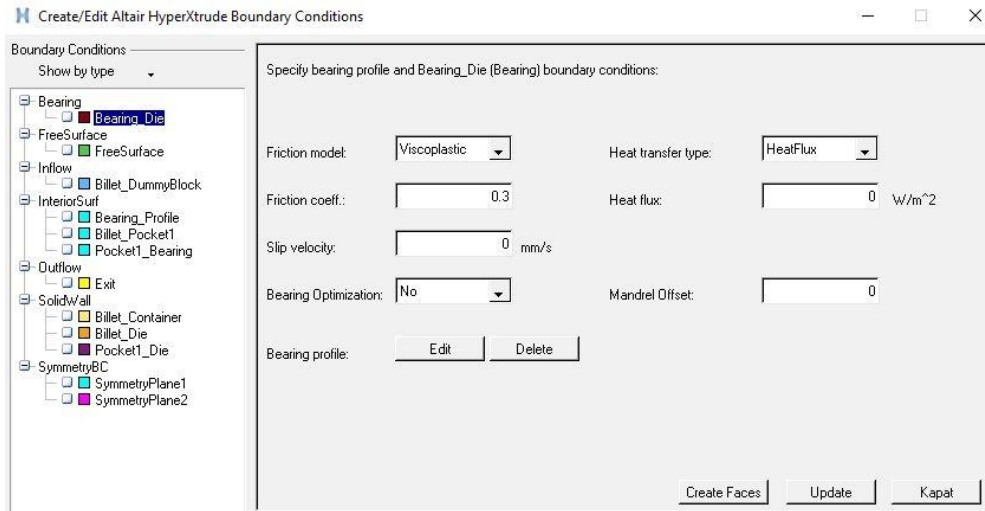 Create/Edit Altair HyperXtrude Boundary Conditions
Boundary Conditions
Show by type
Bearing
Bearing_Die
FreeSurface
FreeSurface
Inflow
Billet_DummyBlock
InteriorSurf
Bearing_Profile
Billet_Pocket1
Pocket1_Bearing
Outflow
Exit
SolidWall
Billet_Container
Billet_Die
Pocket1_Die
SymmetryBC
SymmetryPlane1
SymmetryPlane2
Specify bearing profile and Bearing_Die (Bearing) boundary conditions:
Friction model: Viscoplastic Heat transfer type: HeatFlux
Friction coeff.: 0.3 Heat flux: 0 W/m^2
Slip velocity: 0 mm/s
Bearing Optimization: No Mandrel Offset: 0
Bearing profile: Edit Delete
Create Faces Update Kapat